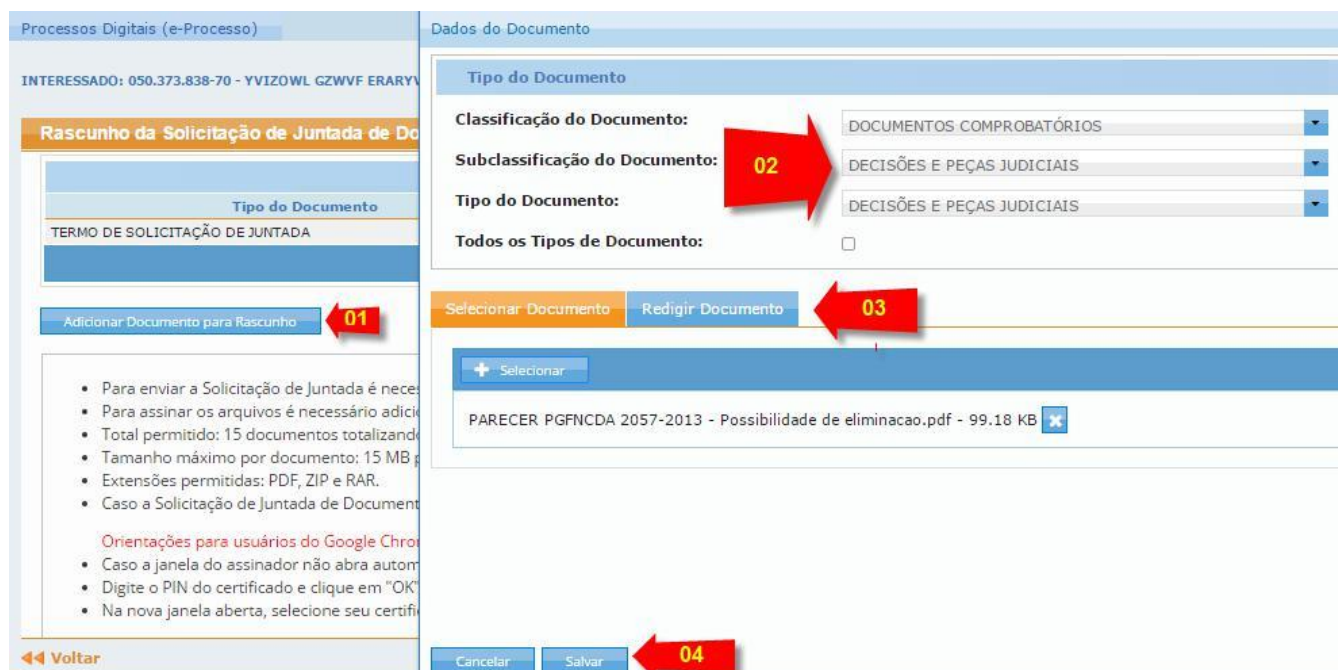 Processos Digitais (e-Processo)
INTERESSADO: 050.373.838-70 - YVIZOWL GZWVF ERARYV
Rascunho da Solicitação de Juntada de Do
Tipo do Documento
TERMO DE SOLICITAÇÃO DE JUNTADA
Adicionar Documento para Rascunho
01
• Para enviar a Solicitação de Juntada é neces
• Para assinar os arquivos é necessário adici
• Total permitido: 15 documentos totalizando
• Tamanho máximo por documento: 15 MB p
• Extensões permitidas: PDF, ZIP e RAR.
• Caso a Solicitação de Juntada de Document
Orientações para usuários do Google Chro
• Caso a janela do assinador não abra autom
• Digite o PIN do certificado e clique em "OK"
• Na nova janela aberta, selecione seu certifi
Voltar
Dados do Documento
Tipo do Documento
Classificação do Documento:
DOCUMENTOS COMPROBATÓRIOS
Subclassificação do Documento:
02
DECISÕES E PEÇAS JUDICIAIS
Tipo do Documento:
DECISÕES E PEÇAS JUDICIAIS
Todos os Tipos de Documento:
Selecionar Documento
Redigir Documento
03
Selecionar
PARECER PGFNCDA 2057-2013 - Possibilidade de eliminacao.pdf - 99.18 KB
Cancelar
Salvar
04